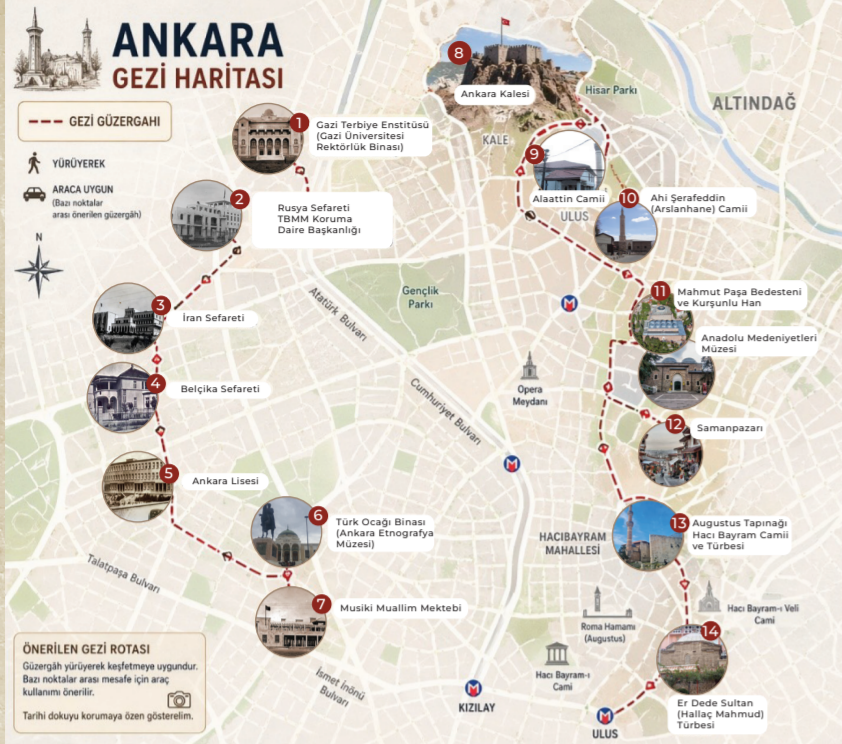 ANKARA
GEZİ HARİTASI
GEZİ GÜZERGAHI
YÜRÜYEREK
ARACA UYGUN
(Bazı noktalar
arası önerilen güzergâh)
N
1
Gazi Terbiye Enstitüsü
(Gazi Üniversitesi
Rektörlük Binası)
2
Rusya Sefareti
TBMM Koruma
Daire Başkanlığı
3
İran Sefareti
4
Belçika Sefareti
5
Ankara Lisesi
6
Türk Ocağı Binası
(Ankara Etnografya
Müzesi)
7
Musiki Muallim Mektebi
8
Ankara Kalesi
Hisar Parkı
ALTINDAĞ
KALE
9
Alaattin Camii
ULUS
10
Ahi Şerafeddin
(Arslanhane) Camii
11
Mahmut Paşa Bedesteni
ve Kurşunlu Han
Anadolu Medeniyetleri
Müzesi
12
Samanpazarı
13
Augustus Tapınağı
Hacı Bayram Camii
ve Türbesi
HACIBAYRAM
MAHALLESİ
14
Er Dede Sultan
(Hallaç Mahmud)
Türbesi
Gençlik
Parkı
Atatürk Bulvarı
Cumhuriyet Bulvarı
Opera
Meydanı
M
M
Talatpaşa Bulvarı
İsmet İnönü
Bulvarı
Roma Hamamı
(Augustus)
Hacı Bayram-ı Veli
Cami
Hacı Bayram-ı
Cami
M
KIZILAY
M
ULUS
ÖNERİLEN GEZİ ROTASI
Güzergâh yürüyerek keşfetmeye uygundur.
Bazı noktalar arası mesafe için araç
kullanımı önerilir.
Tarihi dokuyu korumaya özen gösterelim.